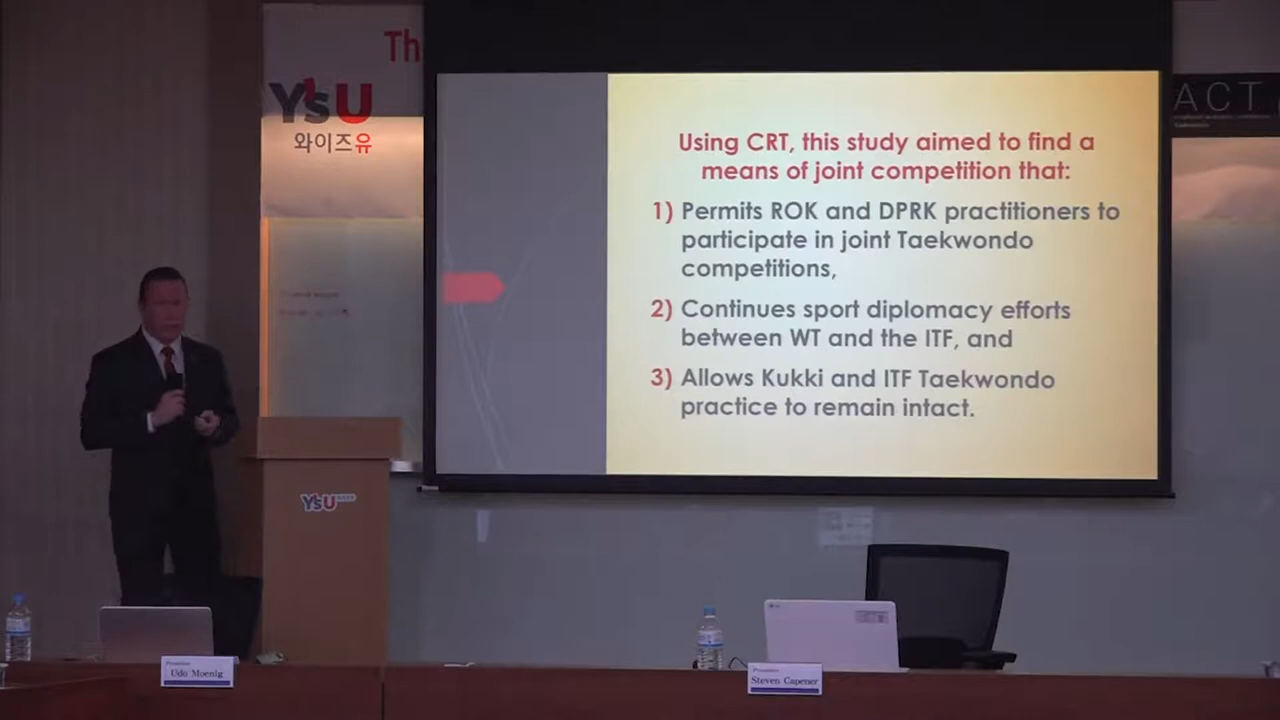 Th
YsU
와이즈유
ACT
Using CRT, this study aimed to find a
means of joint competition that:
1) Permits ROK and DPRK practitioners to
participate in joint Taekwondo
competitions,
2) Continues sport diplomacy efforts
between WT and the ITF, and
3) Allows Kukki and ITF Taekwondo
practice to remain intact.
YsU
Presenter
Udo Moenig
Presenter
Steven Capener